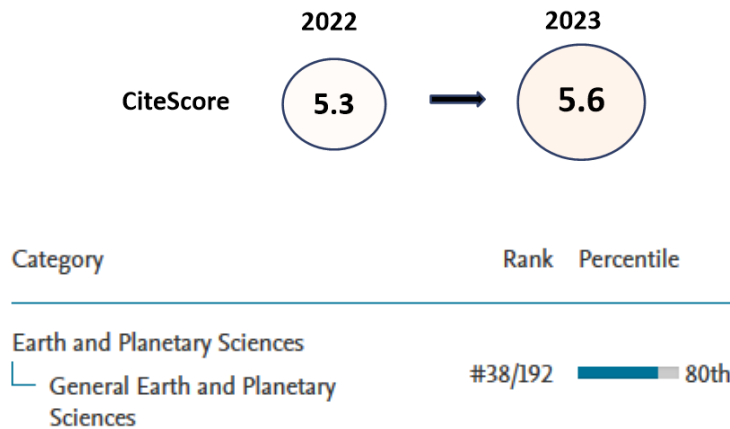 2022 2023
CiteScore 5.3 5.6
Category Rank Percentile
Earth and Planetary Sciences
General Earth and Planetary #38/192 80th
Sciences